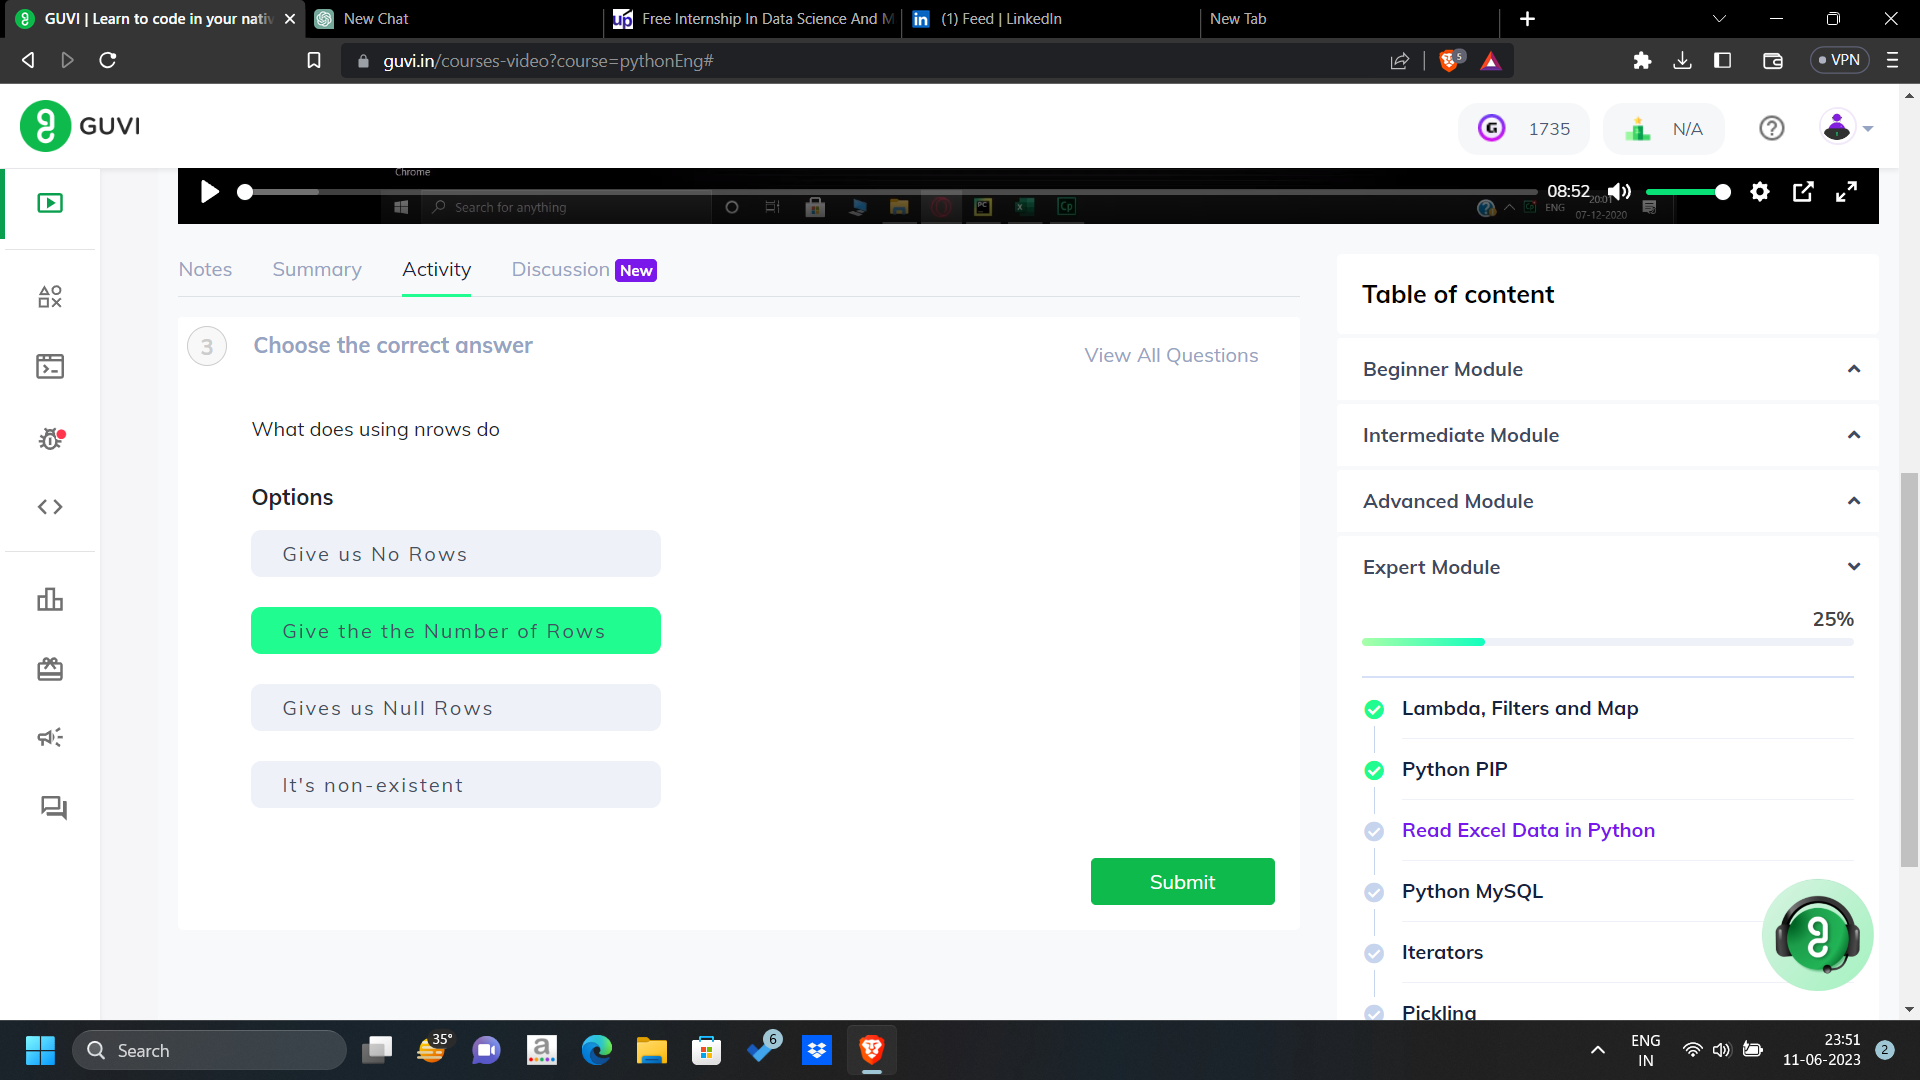 GUVI | Learn to code in your nativ
New Chat
Free Internship In Data Science And M
(1) Feed | LinkedIn
New Tab
guvi.in/courses-video?course=pythonEng#
5
VPN
GUVI
G
1735
N/A
Chrome
08:52
Search for anything
ENG
20:01
07-12-2020
Notes
Summary
Activity
Discussion
New
Table of content
3
Choose the correct answer
View All Questions
Beginner Module
What does using nrows do
Intermediate Module
Options
Advanced Module
Give us No Rows
Expert Module
Give the the Number of Rows
25%
Gives us Null Rows
Lambda, Filters and Map
It's non-existent
Python PIP
Read Excel Data in Python
Submit
Python MySQL
Iterators
Pickling
Search
35°
6
ENG
IN
23:51
11-06-2023
2